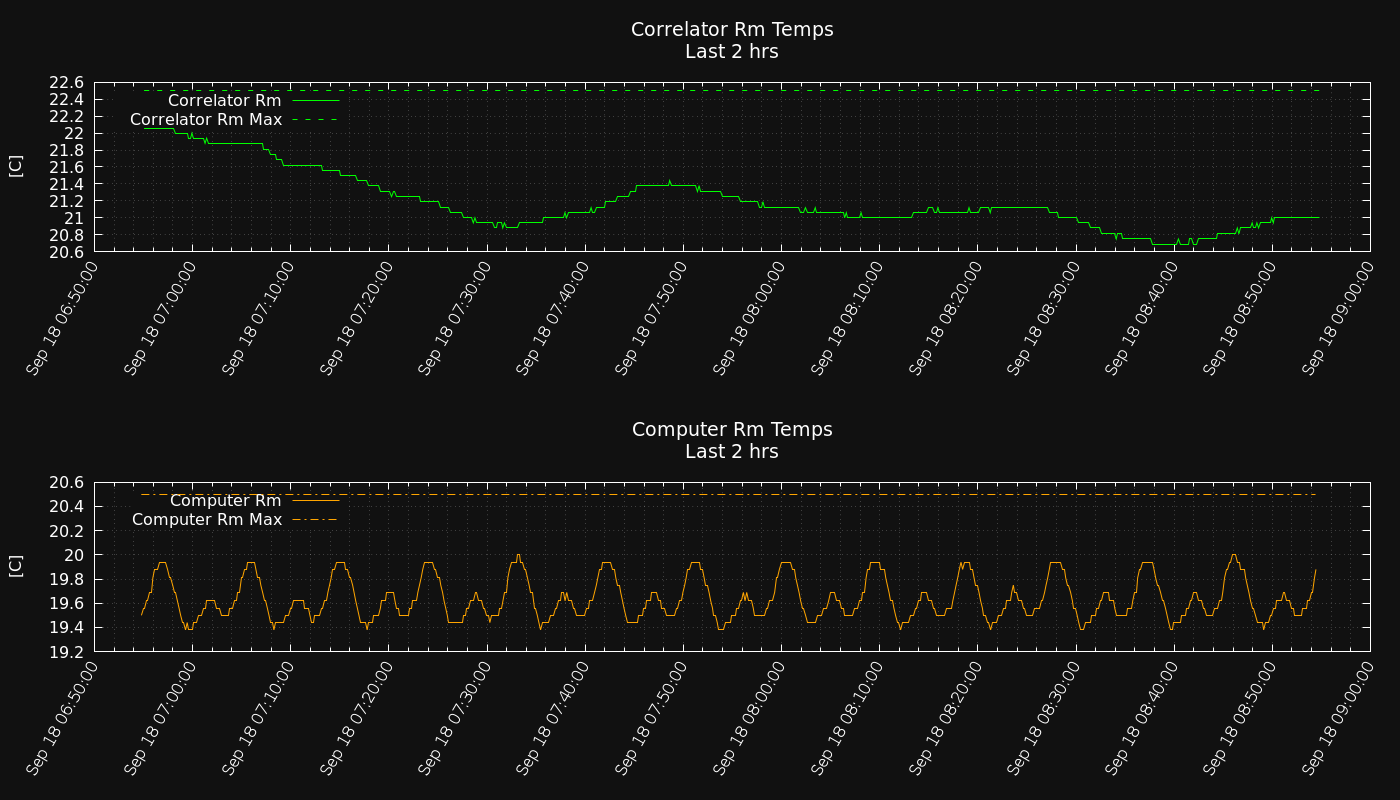 Correlator Rm Temps
Last 2 hrs
22.6
22.4
22.2
22
21.8
21.6
21.4
21.2
21
20.8
20.6
[C]
Correlator Rm
Correlator Rm Max
Sep 18 06:50:00
Sep 18 07:00:00
Sep 18 07:10:00
Sep 18 07:20:00
Sep 18 07:30:00
Sep 18 07:40:00
Sep 18 07:50:00
Sep 18 08:00:00
Sep 18 08:10:00
Sep 18 08:20:00
Sep 18 08:30:00
Sep 18 08:40:00
Sep 18 08:50:00
Sep 18 09:00:00
Computer Rm Temps
Last 2 hrs
20.6
20.4
20.2
20
19.8
19.6
19.4
19.2
[C]
Computer Rm
Computer Rm Max
Sep 18 06:50:00
Sep 18 07:00:00
Sep 18 07:10:00
Sep 18 07:20:00
Sep 18 07:30:00
Sep 18 07:40:00
Sep 18 07:50:00
Sep 18 08:00:00
Sep 18 08:10:00
Sep 18 08:20:00
Sep 18 08:30:00
Sep 18 08:40:00
Sep 18 08:50:00
Sep 18 09:00:00